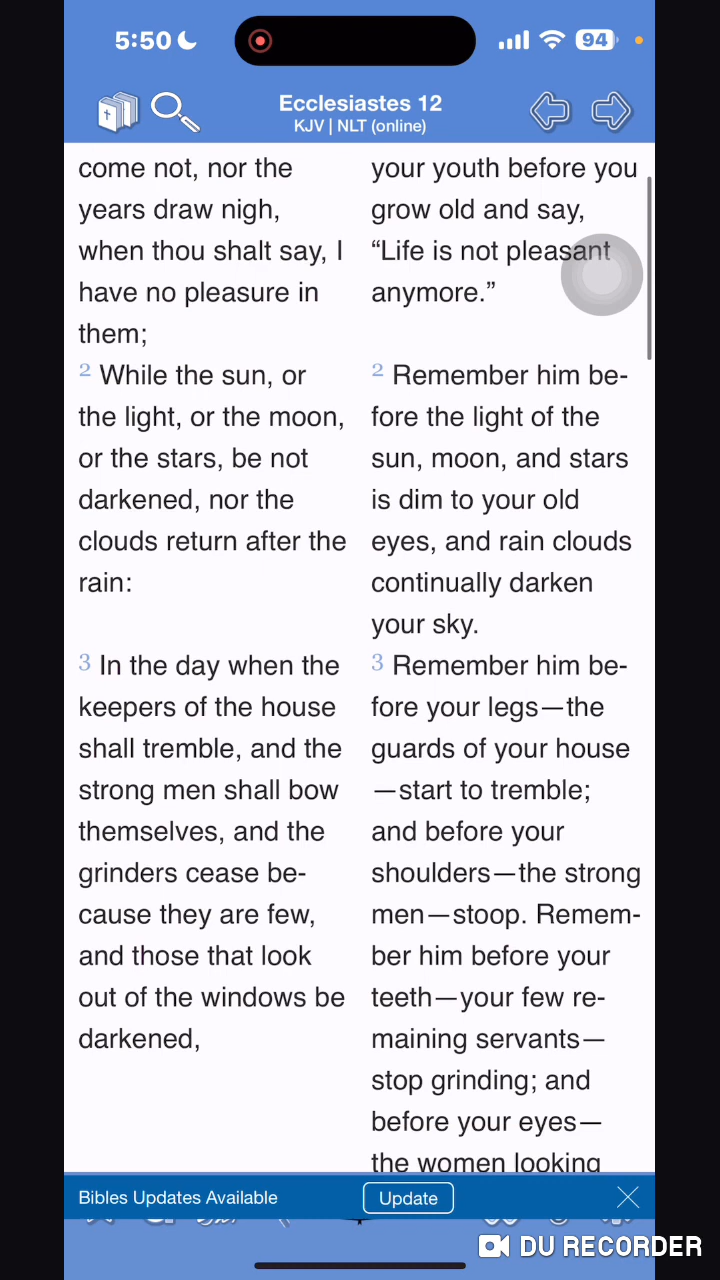 5:50
94
Ecclesiastes 12
KJV | NLT (online)
come not, nor the
years draw nigh,
when thou shalt say, I
have no pleasure in
them;
2 While the sun, or
the light, or the moon,
or the stars, be not
darkened, nor the
clouds return after the
rain:
3 In the day when the
keepers of the house
shall tremble, and the
strong men shall bow
themselves, and the
grinders cease be-
cause they are few,
and those that look
out of the windows be
darkened,
your youth before you
grow old and say,
“Life is not pleasant
anymore.”
2 Remember him be-
fore the light of the
sun, moon, and stars
is dim to your old
eyes, and rain clouds
continually darken
your sky.
3 Remember him be-
fore your legs—the
guards of your house
—start to tremble;
and before your
shoulders—the strong
men—stoop. Remem-
ber him before your
teeth—your few re-
maining servants—
stop grinding; and
before your eyes—
the women looking
Bibles Updates Available
Update
DU RECORDER